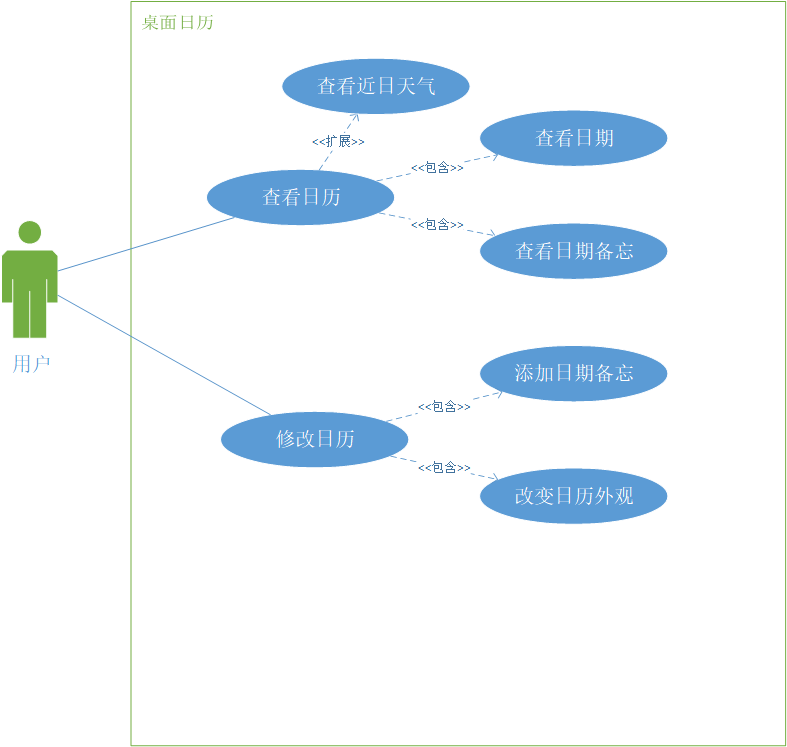 桌面日历
查看近日天气
<<扩展>>
查看日期
<<包含>>
查看日历
<<包含>>
查看日期备忘
用户
添加日期备忘
<<包含>>
修改日历
<<包含>>
改变日历外观